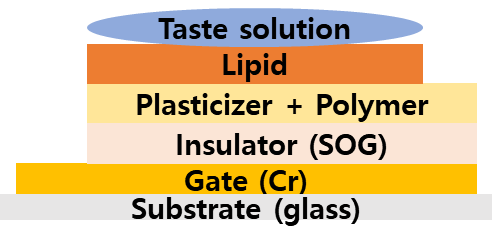 Taste solution
Lipid
Plasticizer + Polymer
Insulator (SOG)
Gate (Cr)
Substrate (glass)